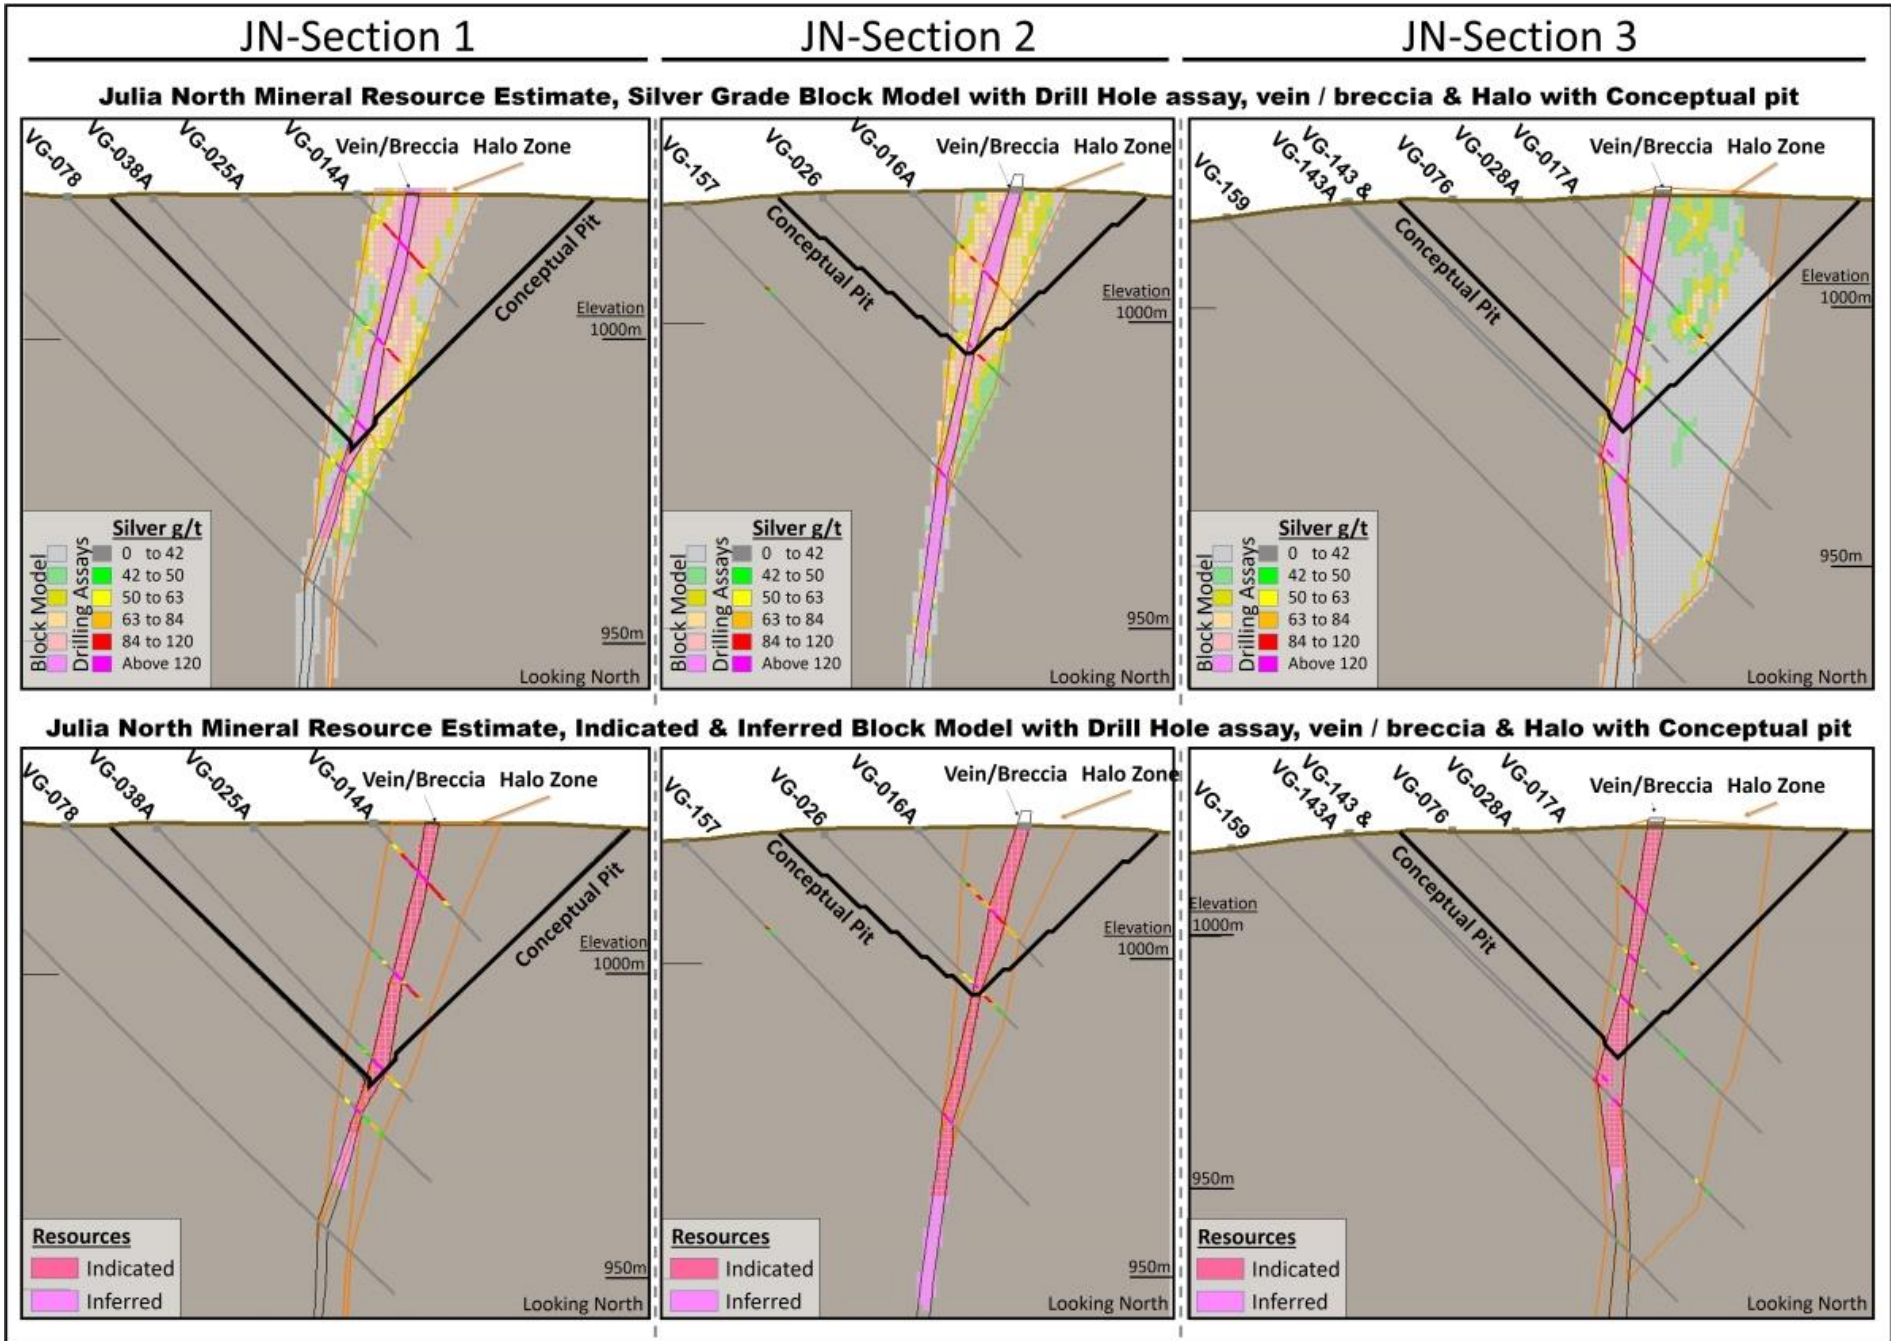 JN-Section 1
JN-Section 2
JN-Section 3
Julia North Mineral Resource Estimate, Silver Grade Block Model with Drill Hole assay, vein / breccia & Halo with Conceptual pit
VG-078
VG-038A
VG-025A
VG-014A
Vein/Breccia Halo Zone
Conceptual Pit
Elevation
1000m
950m
Looking North
Block Model
Drilling Assays
Silver g/t
0 to 42
42 to 50
50 to 63
63 to 84
84 to 120
Above 120
VG-157
VG-026
VG-016A
Vein/Breccia Halo Zone
Conceptual Pit
Elevation
1000m
950m
Looking North
Block Model
Drilling Assays
Silver g/t
0 to 42
42 to 50
50 to 63
63 to 84
84 to 120
Above 120
VG-159
VG-143 &
VG-143A
VG-076
VG-028A
VG-017A
Vein/Breccia Halo Zone
Conceptual Pit
Elevation
1000m
950m
Looking North
Block Model
Drilling Assays
Silver g/t
0 to 42
42 to 50
50 to 63
63 to 84
84 to 120
Above 120
Julia North Mineral Resource Estimate, Indicated & Inferred Block Model with Drill Hole assay, vein / breccia & Halo with Conceptual pit
VG-078
VG-038A
VG-025A
VG-014A
Vein/Breccia Halo Zone
Conceptual Pit
Elevation
1000m
950m
Looking North
Resources
Indicated
Inferred
VG-157
VG-026
VG-016A
Vein/Breccia Halo Zone
Conceptual Pit
Elevation
1000m
950m
Looking North
Resources
Indicated
Inferred
VG-159
VG-143 &
VG-143A
VG-076
VG-028A
VG-017A
Vein/Breccia Halo Zone
Conceptual Pit
Elevation
1000m
950m
Looking North
Resources
Indicated
Inferred